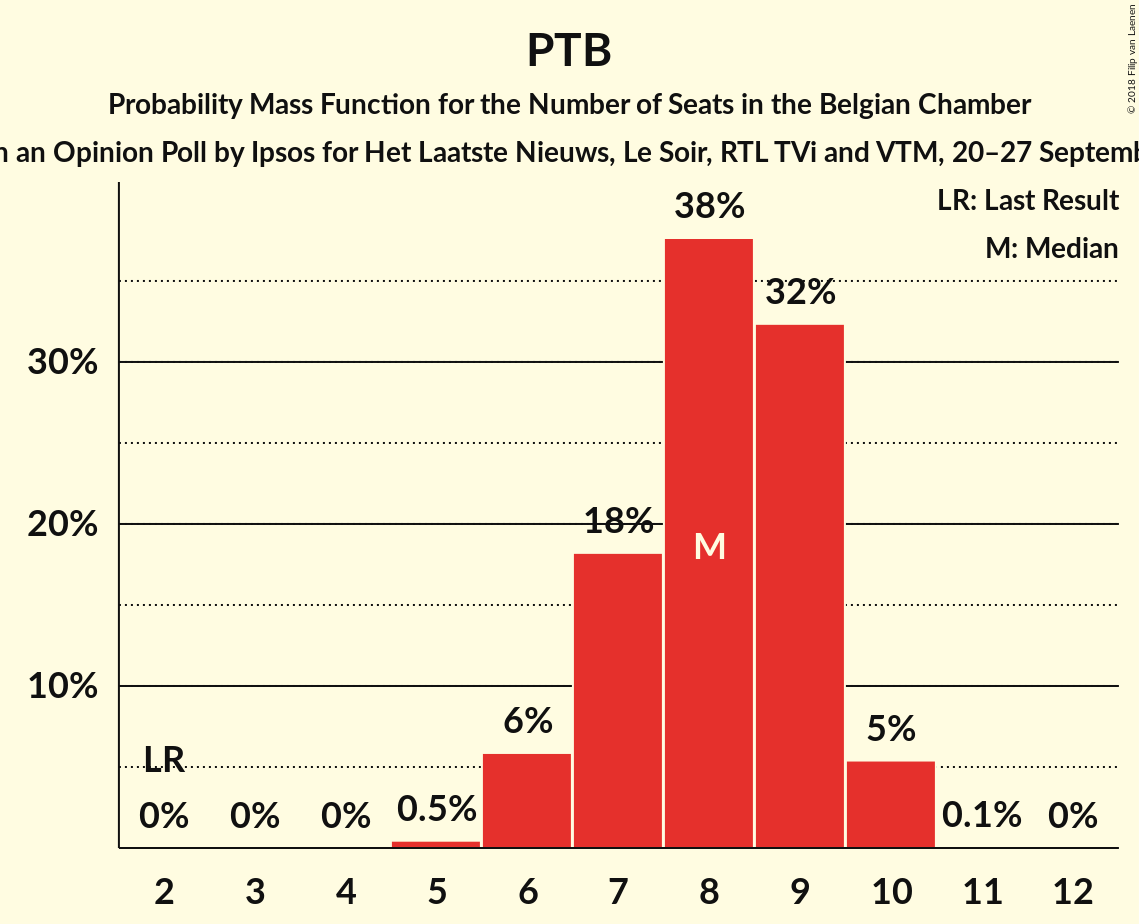 PTB
Probability Mass Function for the Number of Seats in the Belgian Chamber
an Opinion Poll by Ipsos for Het Laatste Nieuws, Le Soir, RTL TVi and VTM, 20–27
© 2018 Filip van Laenen
LR: Last Result
M: Median
38%
32%
30%
18%
20%
M
10%
6%
5%
LR
0% 0% 0% 0.5% 0.1% 0%
2 3 4 5 6 7 8 9 10 11 12